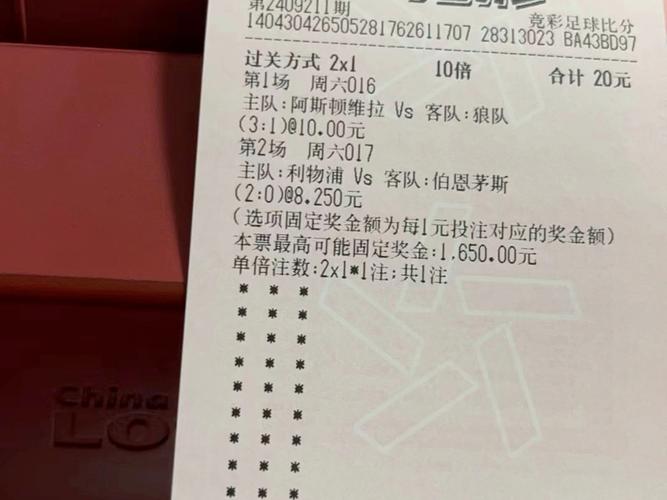 第2409211期 竞彩足球比分
140430426505281762611707 28313023 BA43BD97
过关方式 2x1 10倍 合计 20元
第1场 周六016
主队:阿斯顿维拉 Vs 客队:狼队
(3:1)@10.00元
第2场 周六017
主队:利物浦 Vs 客队:伯恩茅斯
(2:0)@8.250元
(选项固定奖金额为每1元投注对应的奖金额)
本票最高可能固定奖金:1,650.00元
单倍注数:2x1*1注;共1注
* * *
* * *
* * *
* * *
* * *
* * *
* * *
* * *
* * *
China
LO